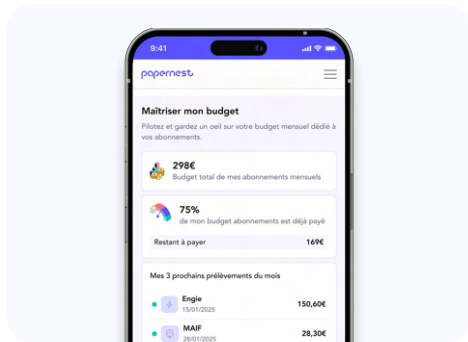 9:41
papernest
Maîtriser mon budget
Pilotez et gardez un oeil sur votre budget mensuel dédié à
vos abonnements.
298€
Budget total de mes abonnements mensuels
75%
de mon budget abonnements est déjà payé
Restant à payer 169€
Mes 3 prochains prélèvements du mois
Engie
15/01/2025
150,60€
MAIF
28/01/2025
28,30€